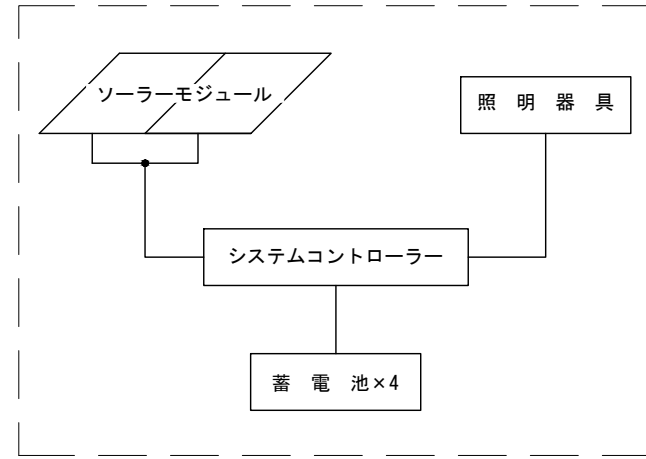 ソーラーモジュール
照　明　器　具
システムコントローラー
蓄　電　池×4